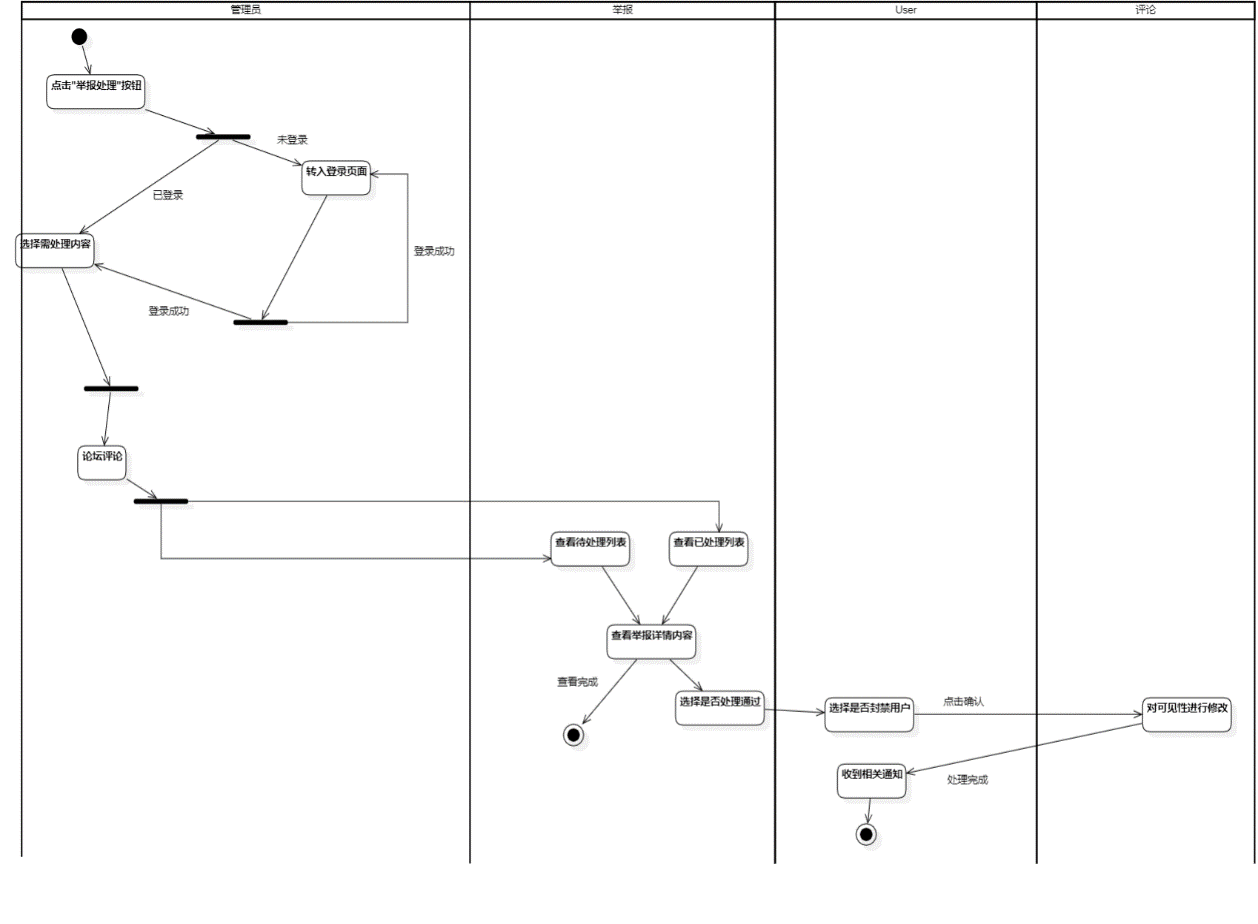 管理员
举报
User
评论
点击"举报处理"按钮
未登录
转入登录页面
已登录
选择需处理内容
登录成功
登录成功
论坛评论
查看待处理列表
查看已处理列表
查看举报详情内容
查看完成
选择是否处理通过
选择是否封禁用户
点击确认
对可见性进行修改
收到相关通知
处理完成